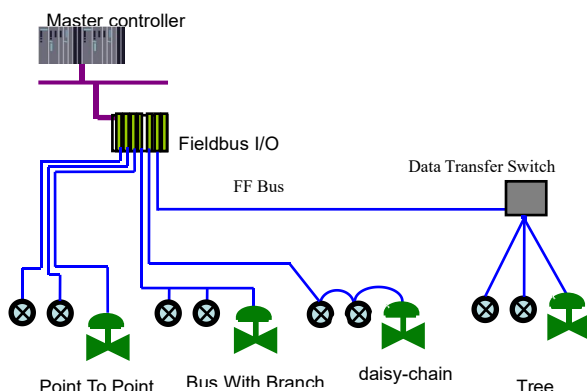 Master controller
Fieldbus I/O
Data Transfer Switch
FF Bus
Point To Point
Bus With Branch
daisy-chain
Tree